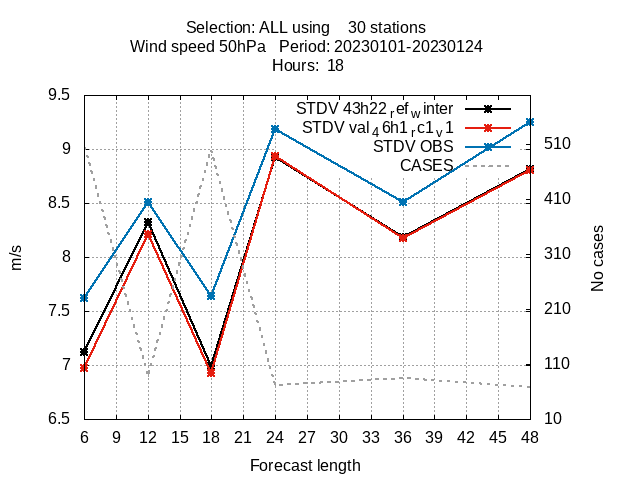 Selection: ALL using    30 stations
Wind speed 50hPa   Period: 20230101-20230124
Hours:  18
STDV 43h22refwinter
STDV val46h1rc1v1
STDV OBS
CASES
9.5
9
8.5
8
7.5
7
6.5
m/s
510
410
310
210
110
10
No cases
6 9 12 15 18 21 24 27 30 33 36 39 42 45 48
Forecast length